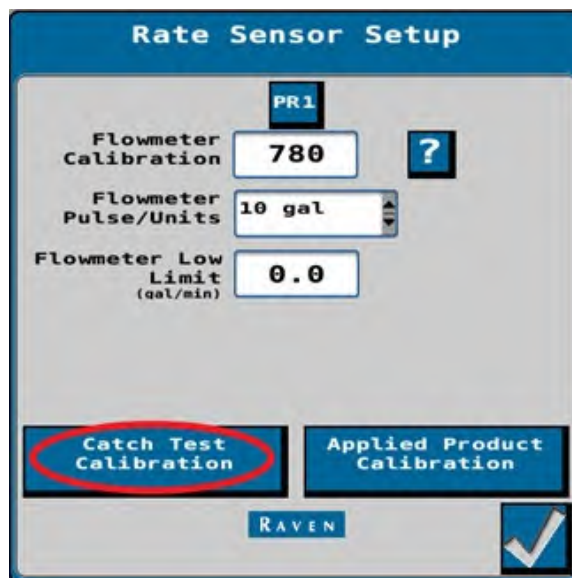 Rate Sensor Setup
PR1
Flowmeter
Calibration
780
?
Flowmeter
Pulse/Units
10 gal
Flowmeter Low
Limit
(gal/min)
0.0
Catch Test
Calibration
Applied Product
Calibration
RAVEN